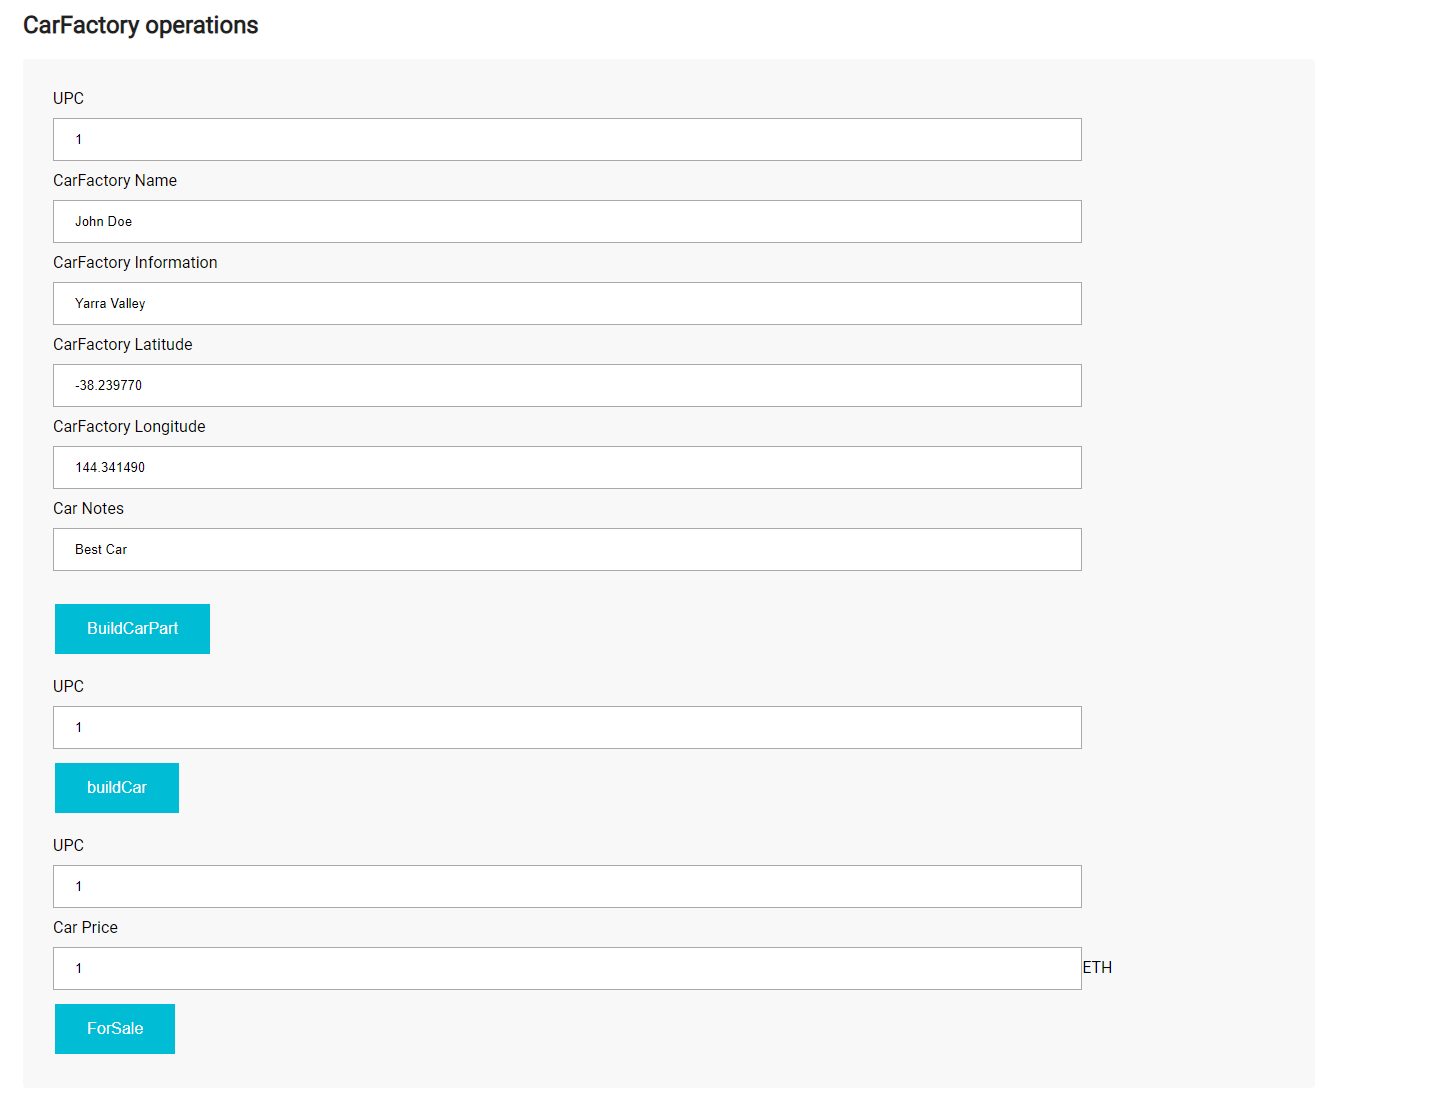 CarFactory operations
UPC
1
CarFactory Name
John Doe
CarFactory Information
Yarra Valley
CarFactory Latitude
-38.239770
CarFactory Longitude
144.341490
Car Notes
Best Car
BuildCarPart
UPC
1
buildCar
UPC
1
Car Price
1 ETH
ForSale